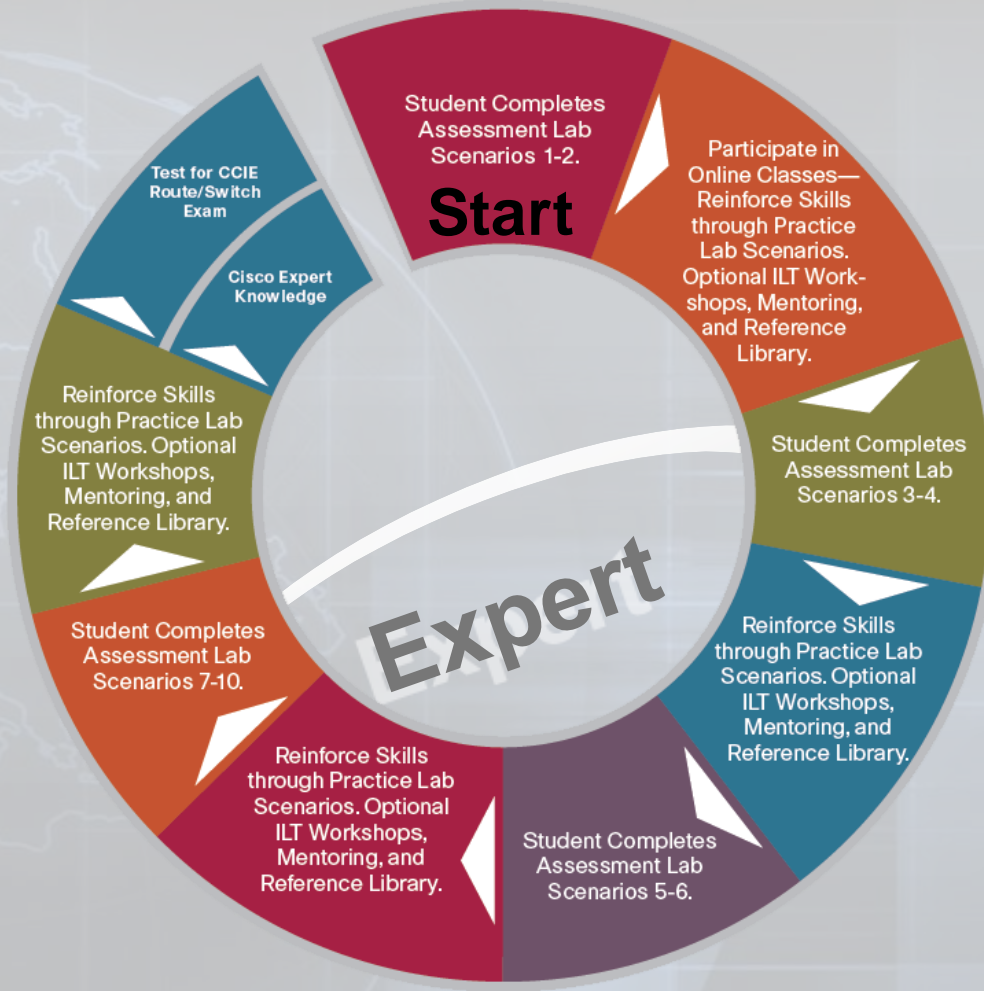 Student Completes
Assessment Lab
Scenarios 1-2.
Start
Participate in
Online Classes—
Reinforce Skills
through Practice
Lab Scenarios.
Optional ILT Work-
shops, Mentoring,
and Reference
Library.
Student Completes
Assessment Lab
Scenarios 3-4.
Reinforce Skills
through Practice Lab
Scenarios. Optional
ILT Workshops,
Mentoring, and
Reference Library.
Student Completes
Assessment Lab
Scenarios 5-6.
Reinforce Skills
through Practice Lab
Scenarios. Optional
ILT Workshops,
Mentoring, and
Reference Library.
Student Completes
Assessment Lab
Scenarios 7-10.
Reinforce Skills
through Practice Lab
Scenarios. Optional
ILT Workshops,
Mentoring, and
Reference Library.
Test for CCIE
Route/Switch
Exam
Cisco Expert
Knowledge
Expert